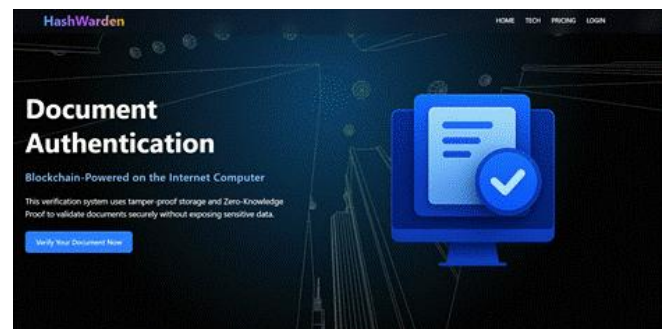 HashWarden
HOME TECH PRICING LOGIN
Document
Authentication
Blockchain-Powered on the Internet Computer
This verification system uses tamper-proof storage and Zero-Knowledge
Proof to validate documents securely without exposing sensitive data.
Verify Your Document Now